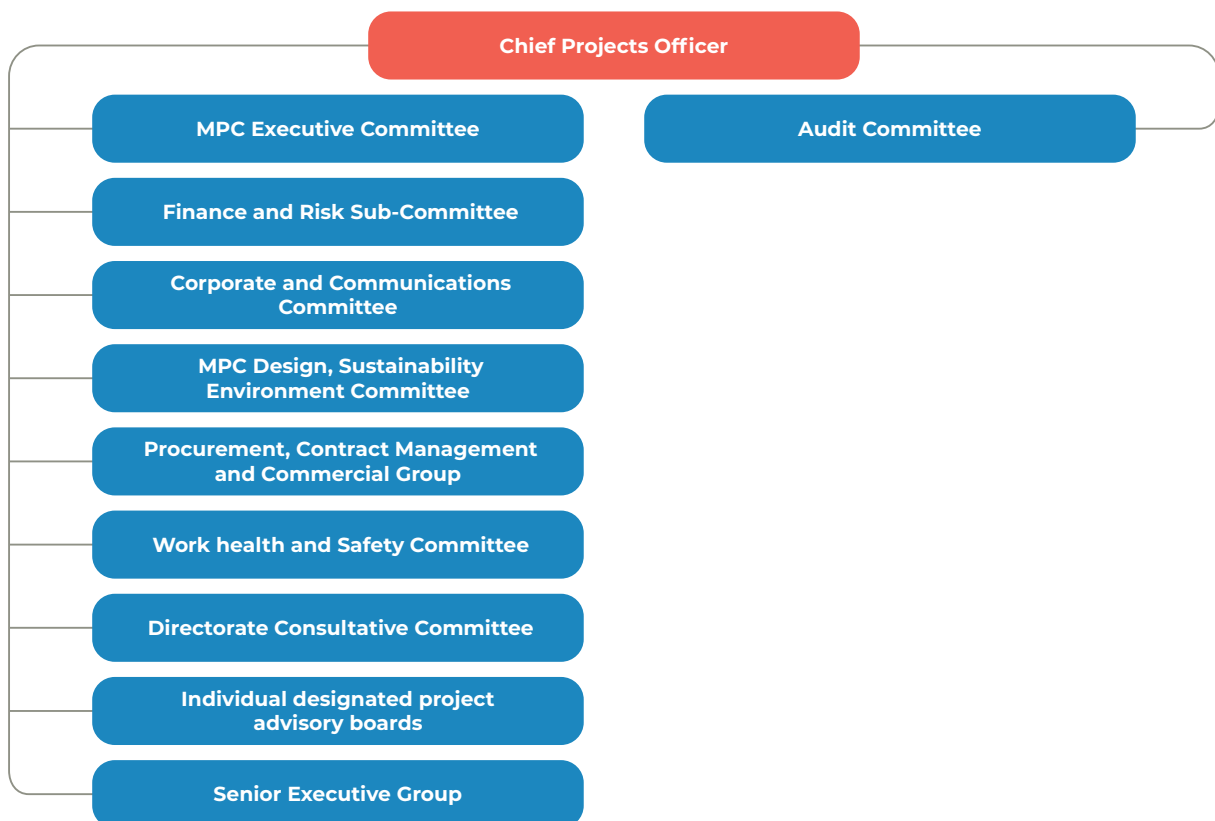 Chief Projects Officer
MPC Executive Committee
Audit Committee
Finance and Risk Sub-Committee
Corporate and Communications
Committee
MPC Design, Sustainability
Environment Committee
Procurement, Contract Management
and Commercial Group
Work health and Safety Committee
Directorate Consultative Committee
Individual designated project
advisory boards
Senior Executive Group